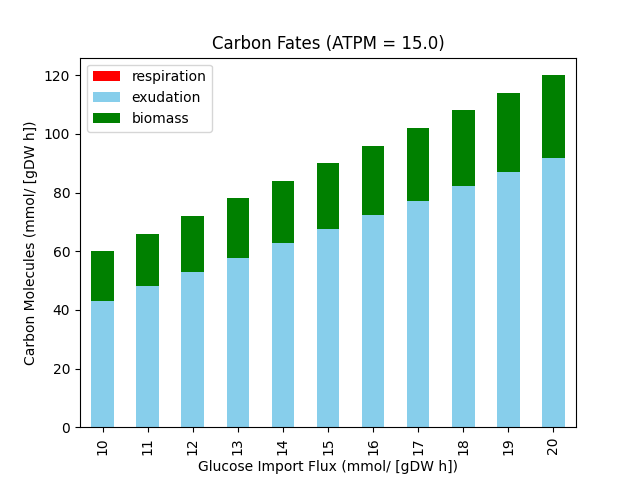 Carbon Fates (ATPM = 15.0)
respiration
exudation
biomass
Carbon Molecules (mmol/ [gDW h])
120
100
80
60
40
20
0
10 11 12 13 14 15 16 17 18 19 20
Glucose Import Flux (mmol/ [gDW h])